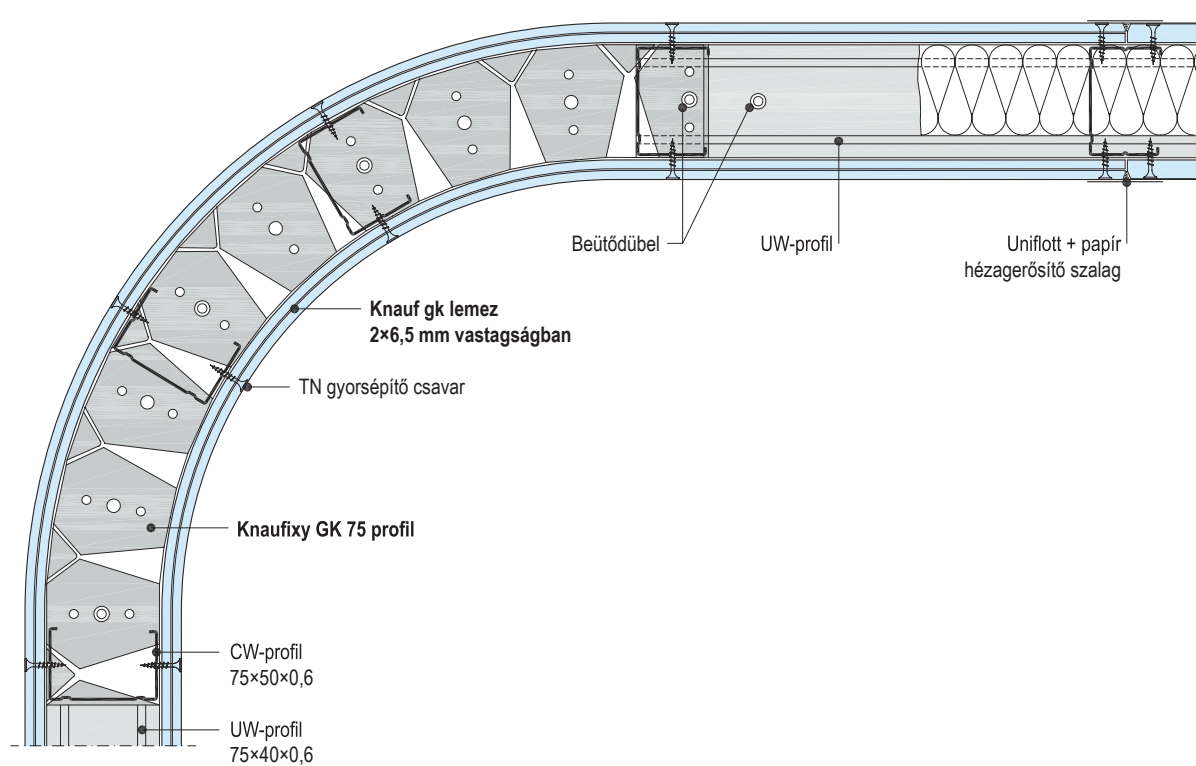 Beütődübel
UW-profil
Uniflott + papír
hézagerősítő szalag
Knauf gk lemez
2×6,5 mm vastagságban
TN gyorsépítő csavar
Knaufixy GK 75 profil
CW-profil
75×50×0,6
UW-profil
75×40×0,6